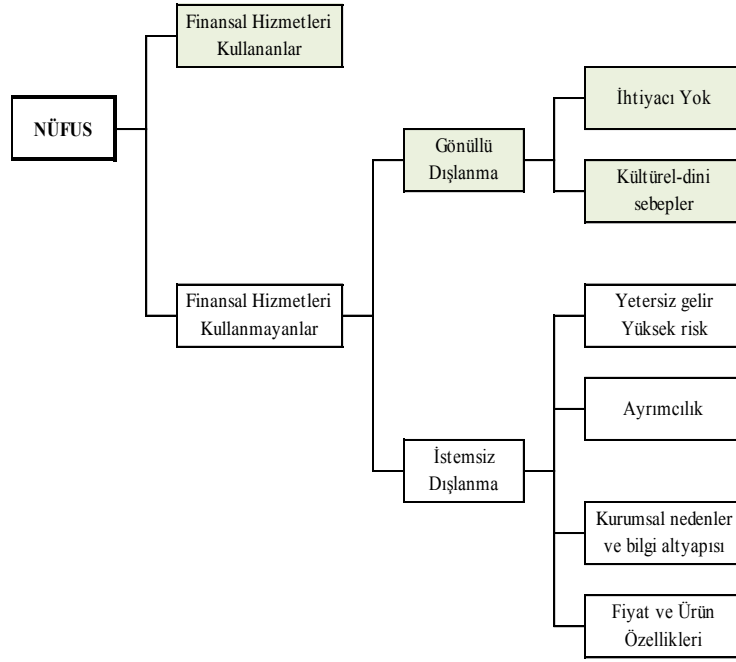 Finansal Hizmetleri
Kullananlar
NÜFUS
Finansal Hizmetleri
Kullanmayanlar
Gönüllü
Dışlanma
İhtiyacı Yok
Kültürel-dini
sebepler
İstemsiz
Dışlanma
Yetersiz gelir
Yüksek risk
Ayrımcılık
Kurumsal nedenler
ve bilgi altyapısı
Fiyat ve Ürün
Özellikleri